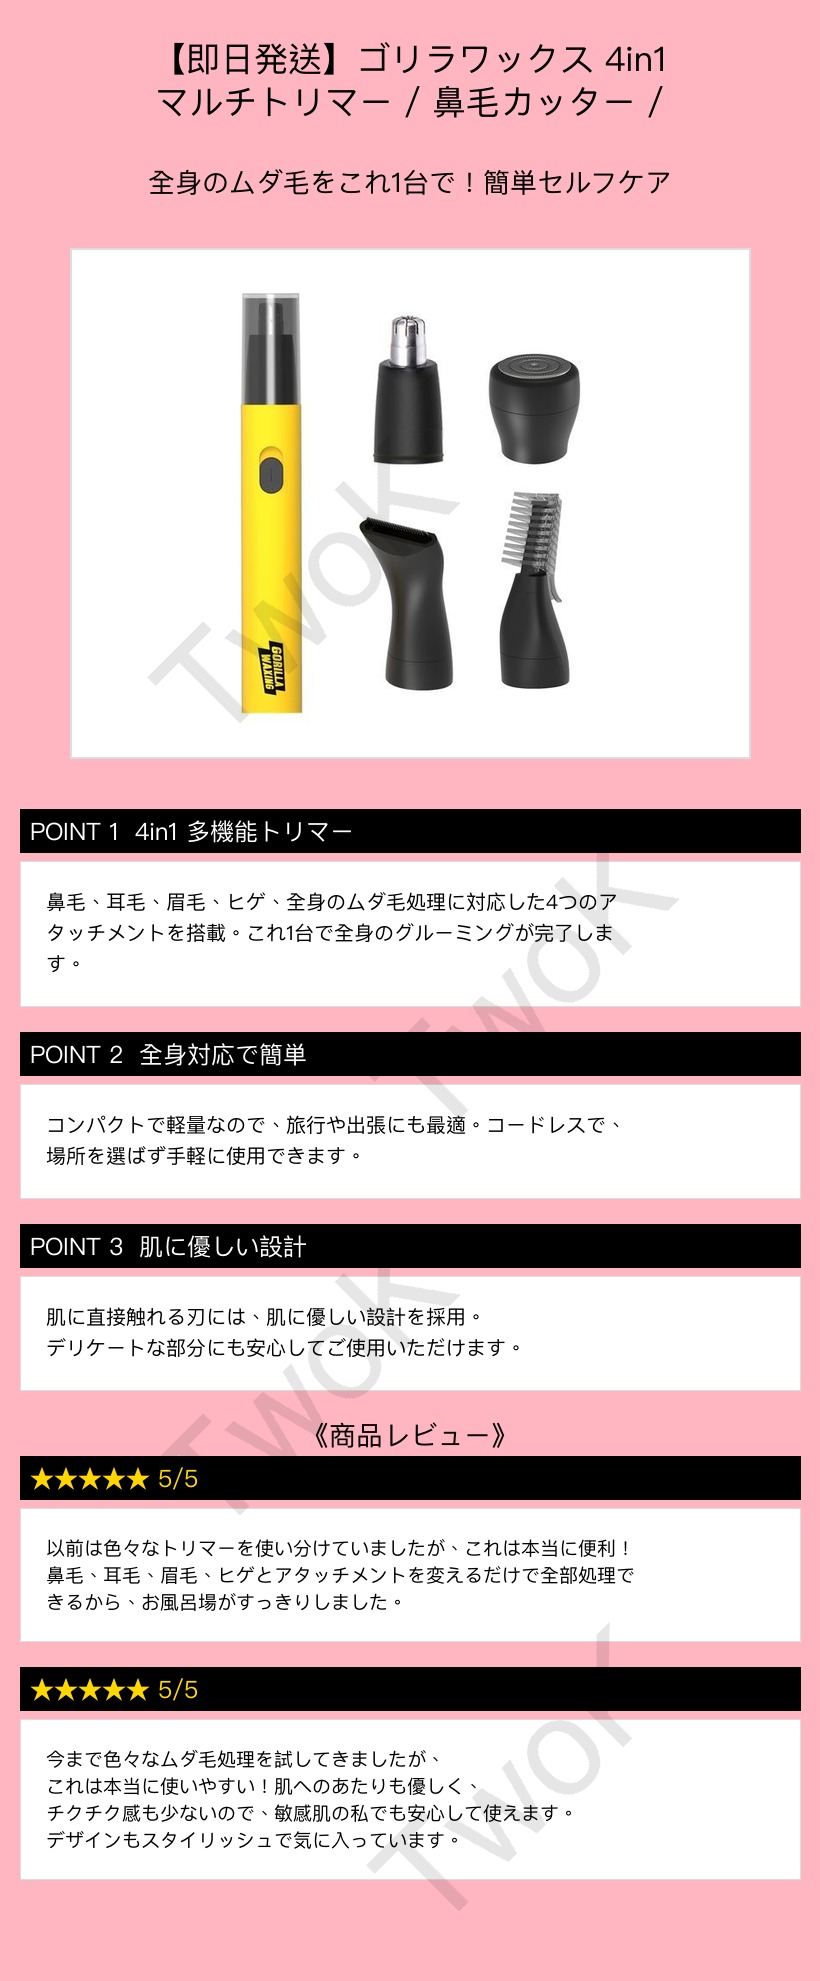 【即日発送】ゴリラワックス 4in1
マルチトリマー / 鼻毛カッター /
全身のムダ毛をこれ1台で！簡単セルフケア
GORILLA
WAXING
TwoK
POINT 1 4in1 多機能トリマー
鼻毛、耳毛、眉毛、ヒゲ、全身のムダ毛処理に対応した4つのア
タッチメントを搭載。これ1台で全身のグルーミングが完了しま
す。
TwoK
POINT 2 全身対応で簡単
コンパクトで軽量なので、旅行や出張にも最適。コードレスで、
場所を選ばず手軽に使用できます。
POINT 3 肌に優しい設計
肌に直接触れる刃には、肌に優しい設計を採用。
デリケートな部分にも安心してご使用いただけます。
TwoK
《商品レビュー》
★★★★★ 5/5
以前は色々なトリマーを使い分けていましたが、これは本当に便利！
鼻毛、耳毛、眉毛、ヒゲとアタッチメントを変えるだけで全部処理で
きるから、お風呂場がすっきりしました。
★★★★★ 5/5
今まで色々なムダ毛処理を試してきましたが、
これは本当に使いやすい！肌へのあたりも優しく、
チクチク感も少ないので、敏感肌の私でも安心して使えます。
デザインもスタイリッシュで気に入っています。
TwoK